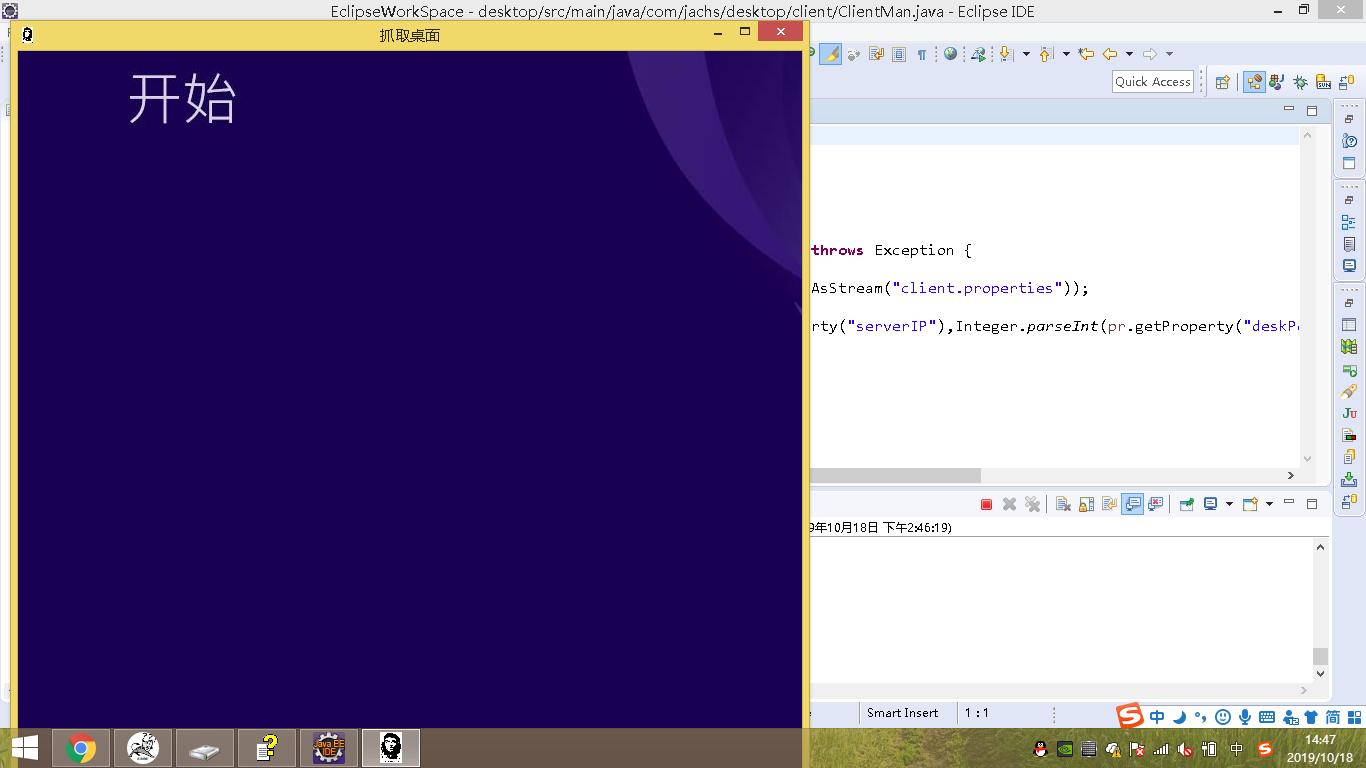 EclipseWorkSpace - desktop/src/main/java/com/jachs/desktop/client/ClientMan.java - Eclipse IDE
抓取桌面
开始
Quick Access
throws Exception {
AsStream("client.properties"));
rty("serverIP"),Integer.parseInt(pr.getProperty("deskP
年10月18日 下午2:46:19)
Smart Insert
1 : 1
中
简
Java EE
IDE
中
14:47
2019/10/18